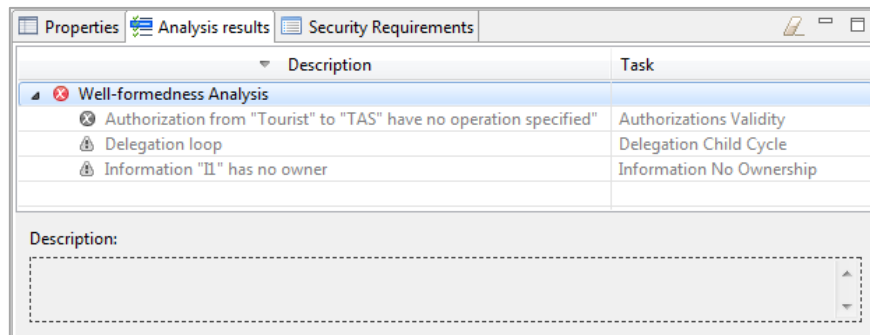 Properties Analysis results Security Requirements
Description Task
Well-formedness Analysis
Authorization from "Tourist" to "TAS" have no operation specified" Authorizations Validity
Delegation loop Delegation Child Cycle
Information "I1" has no owner Information No Ownership
Description: